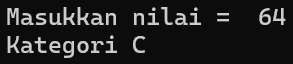 Masukkan nilai =  64
Kategori C